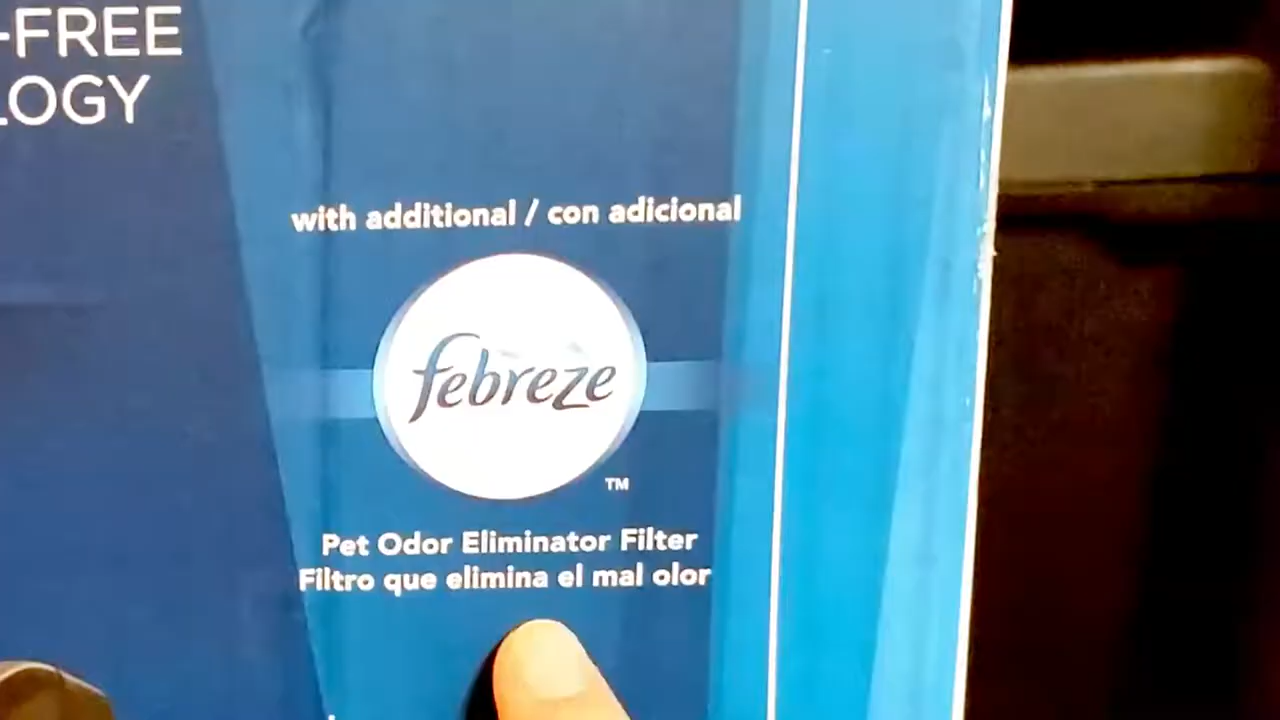 -FREE
LOGY
with additional / con adicional
febreze
TM
Pet Odor Eliminator Filter
Filtro que elimina el mal olor